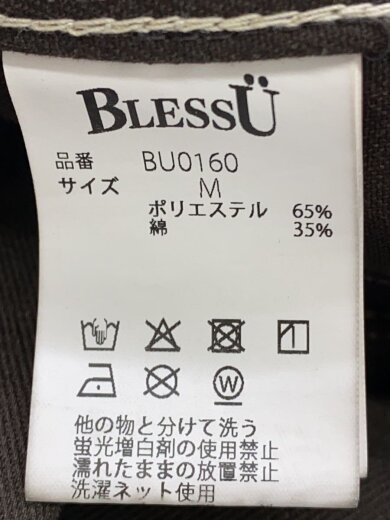 BLESSÜ
品番 BU0160
サイズ M
ポリエステル 65%
綿 35%
W
他の物と分けて洗う
蛍光増白剤の使用禁止
濡れたままの放置禁止
洗濯ネット使用